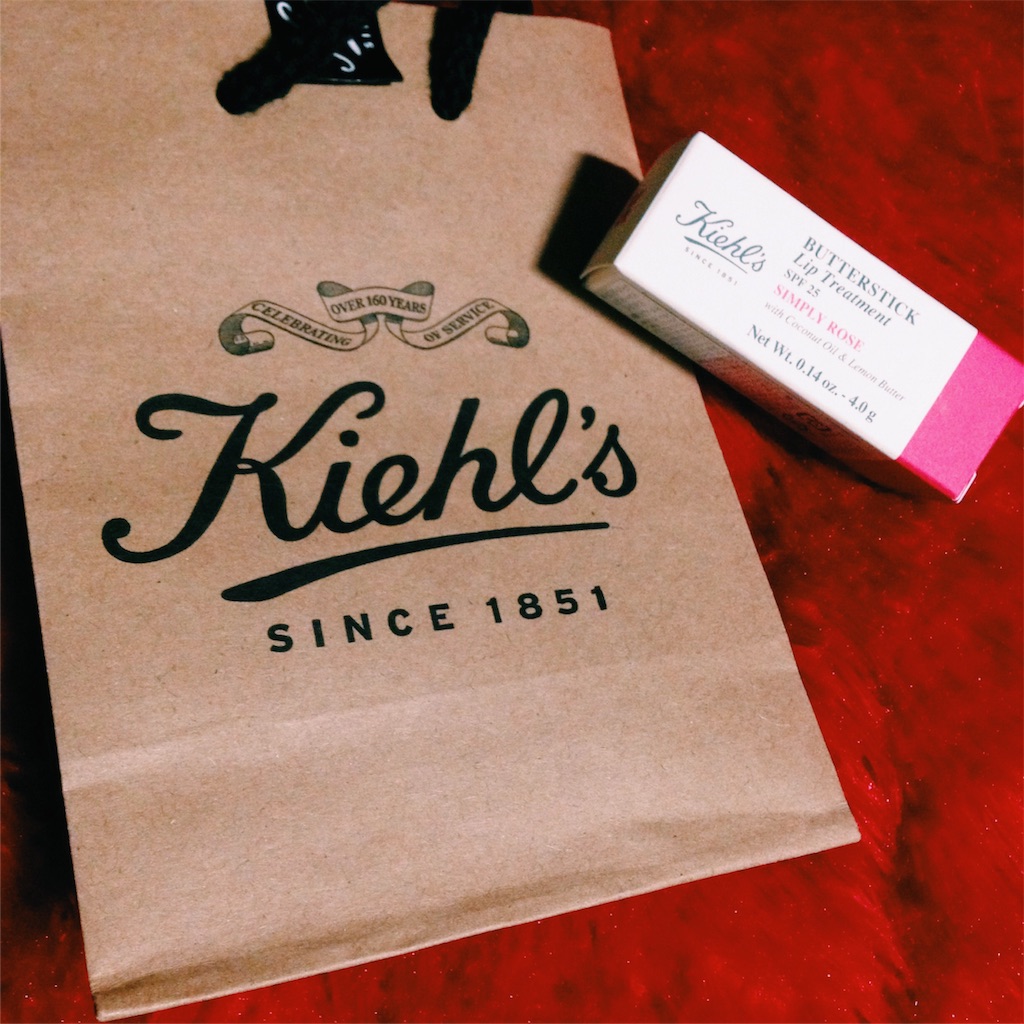 OVER 160 YEARS
CELEBRATING OF SERVICE
Kiehl's
SINCE 1851
Kiehl's
SINCE 1851
BUTTERSTICK
Lip Treatment
SPF 25
SIMPLY ROSE
with Coconut Oil & Lemon Butter
Net Wt. 0.14 oz. - 4.0 g